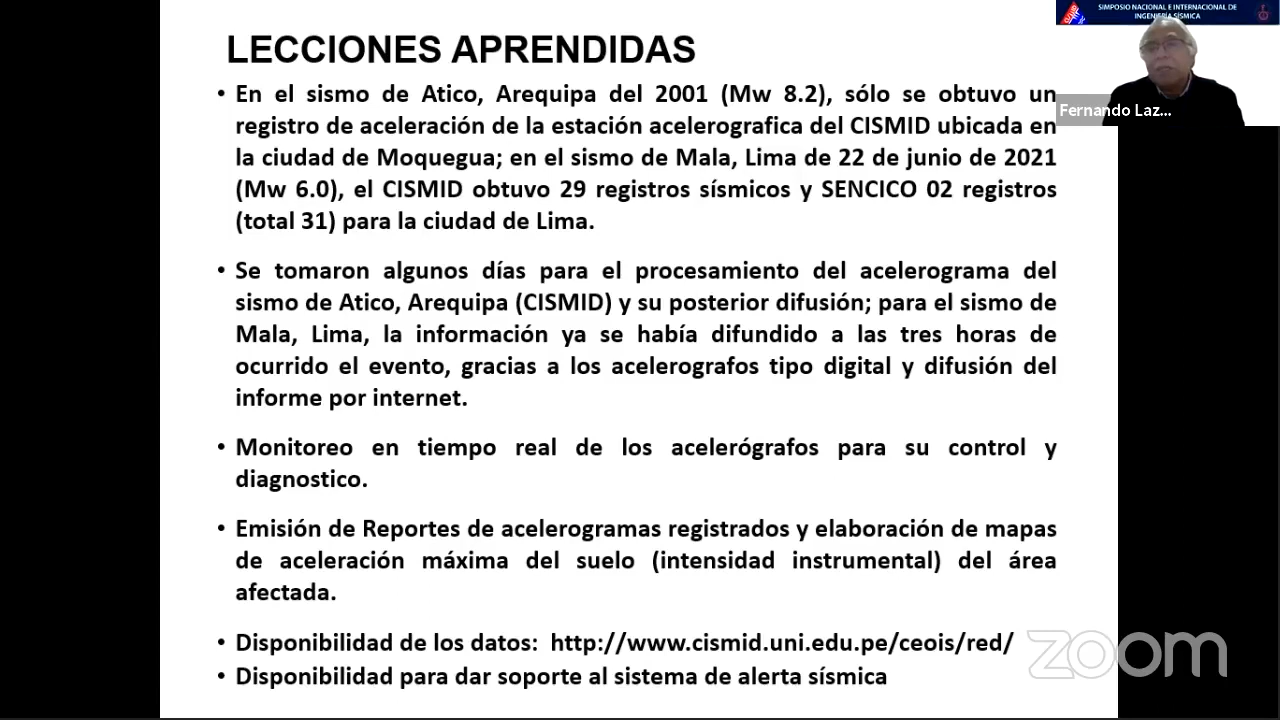 SIMPOSIO NACIONAL E INTERNACIONAL DE
INGENIERÍA SÍSMICA
Fernando Laz...
LECCIONES APRENDIDAS
• En el sismo de Atico, Arequipa del 2001 (Mw 8.2), sólo se obtuvo un
registro de aceleración de la estación acelerografica del CISMID ubicada en
la ciudad de Moquegua; en el sismo de Mala, Lima de 22 de junio de 2021
(Mw 6.0), el CISMID obtuvo 29 registros sísmicos y SENCICO 02 registros
(total 31) para la ciudad de Lima.
• Se tomaron algunos días para el procesamiento del acelerograma del
sismo de Atico, Arequipa (CISMID) y su posterior difusión; para el sismo de
Mala, Lima, la información ya se había difundido a las tres horas de
ocurrido el evento, gracias a los acelerografos tipo digital y difusión del
informe por internet.
• Monitoreo en tiempo real de los acelerógrafos para su control y
diagnostico.
• Emisión de Reportes de acelerogramas registrados y elaboración de mapas
de aceleración máxima del suelo (intensidad instrumental) del área
afectada.
• Disponibilidad de los datos: http://www.cismid.uni.edu.pe/ceois/red/
• Disponibilidad para dar soporte al sistema de alerta sísmica
zoom